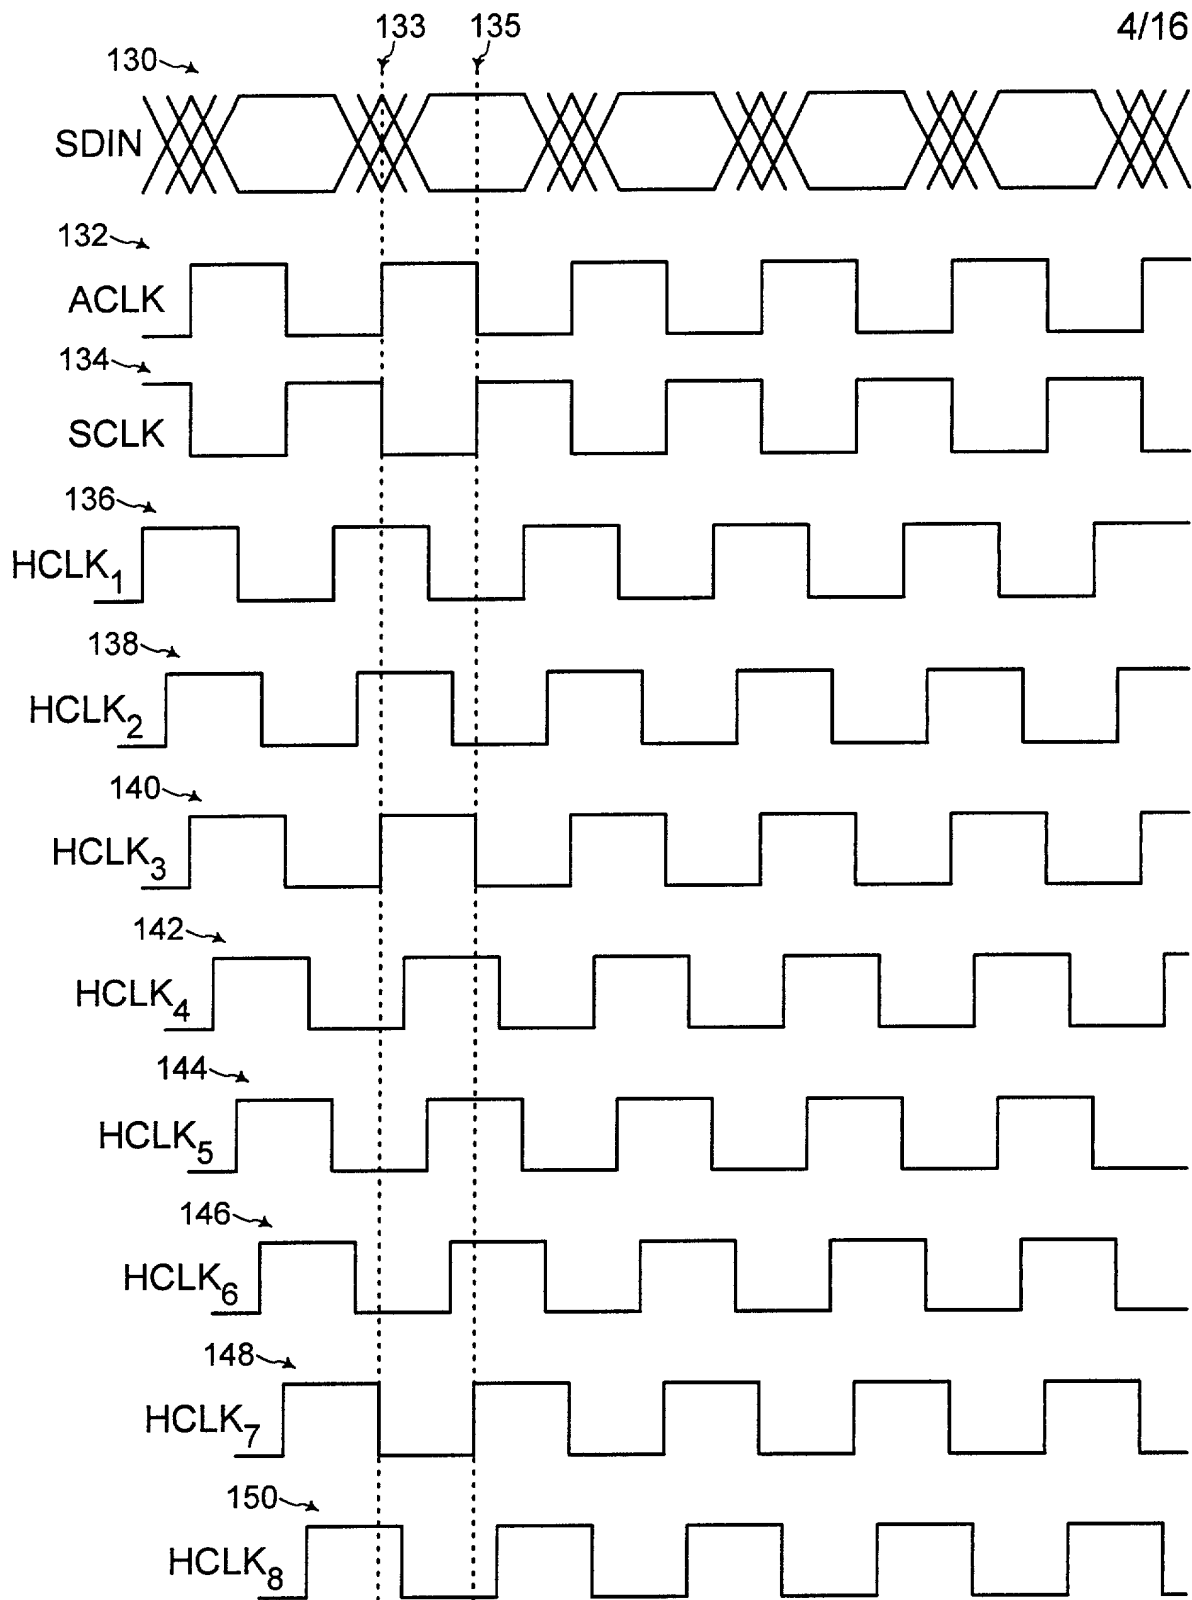 4/16
133
135
130
SDIN
132
ACLK
134
SCLK
136
HCLK1
138
HCLK2
140
HCLK3
142
HCLK4
144
HCLK5
146
HCLK6
148
HCLK7
150
HCLK8